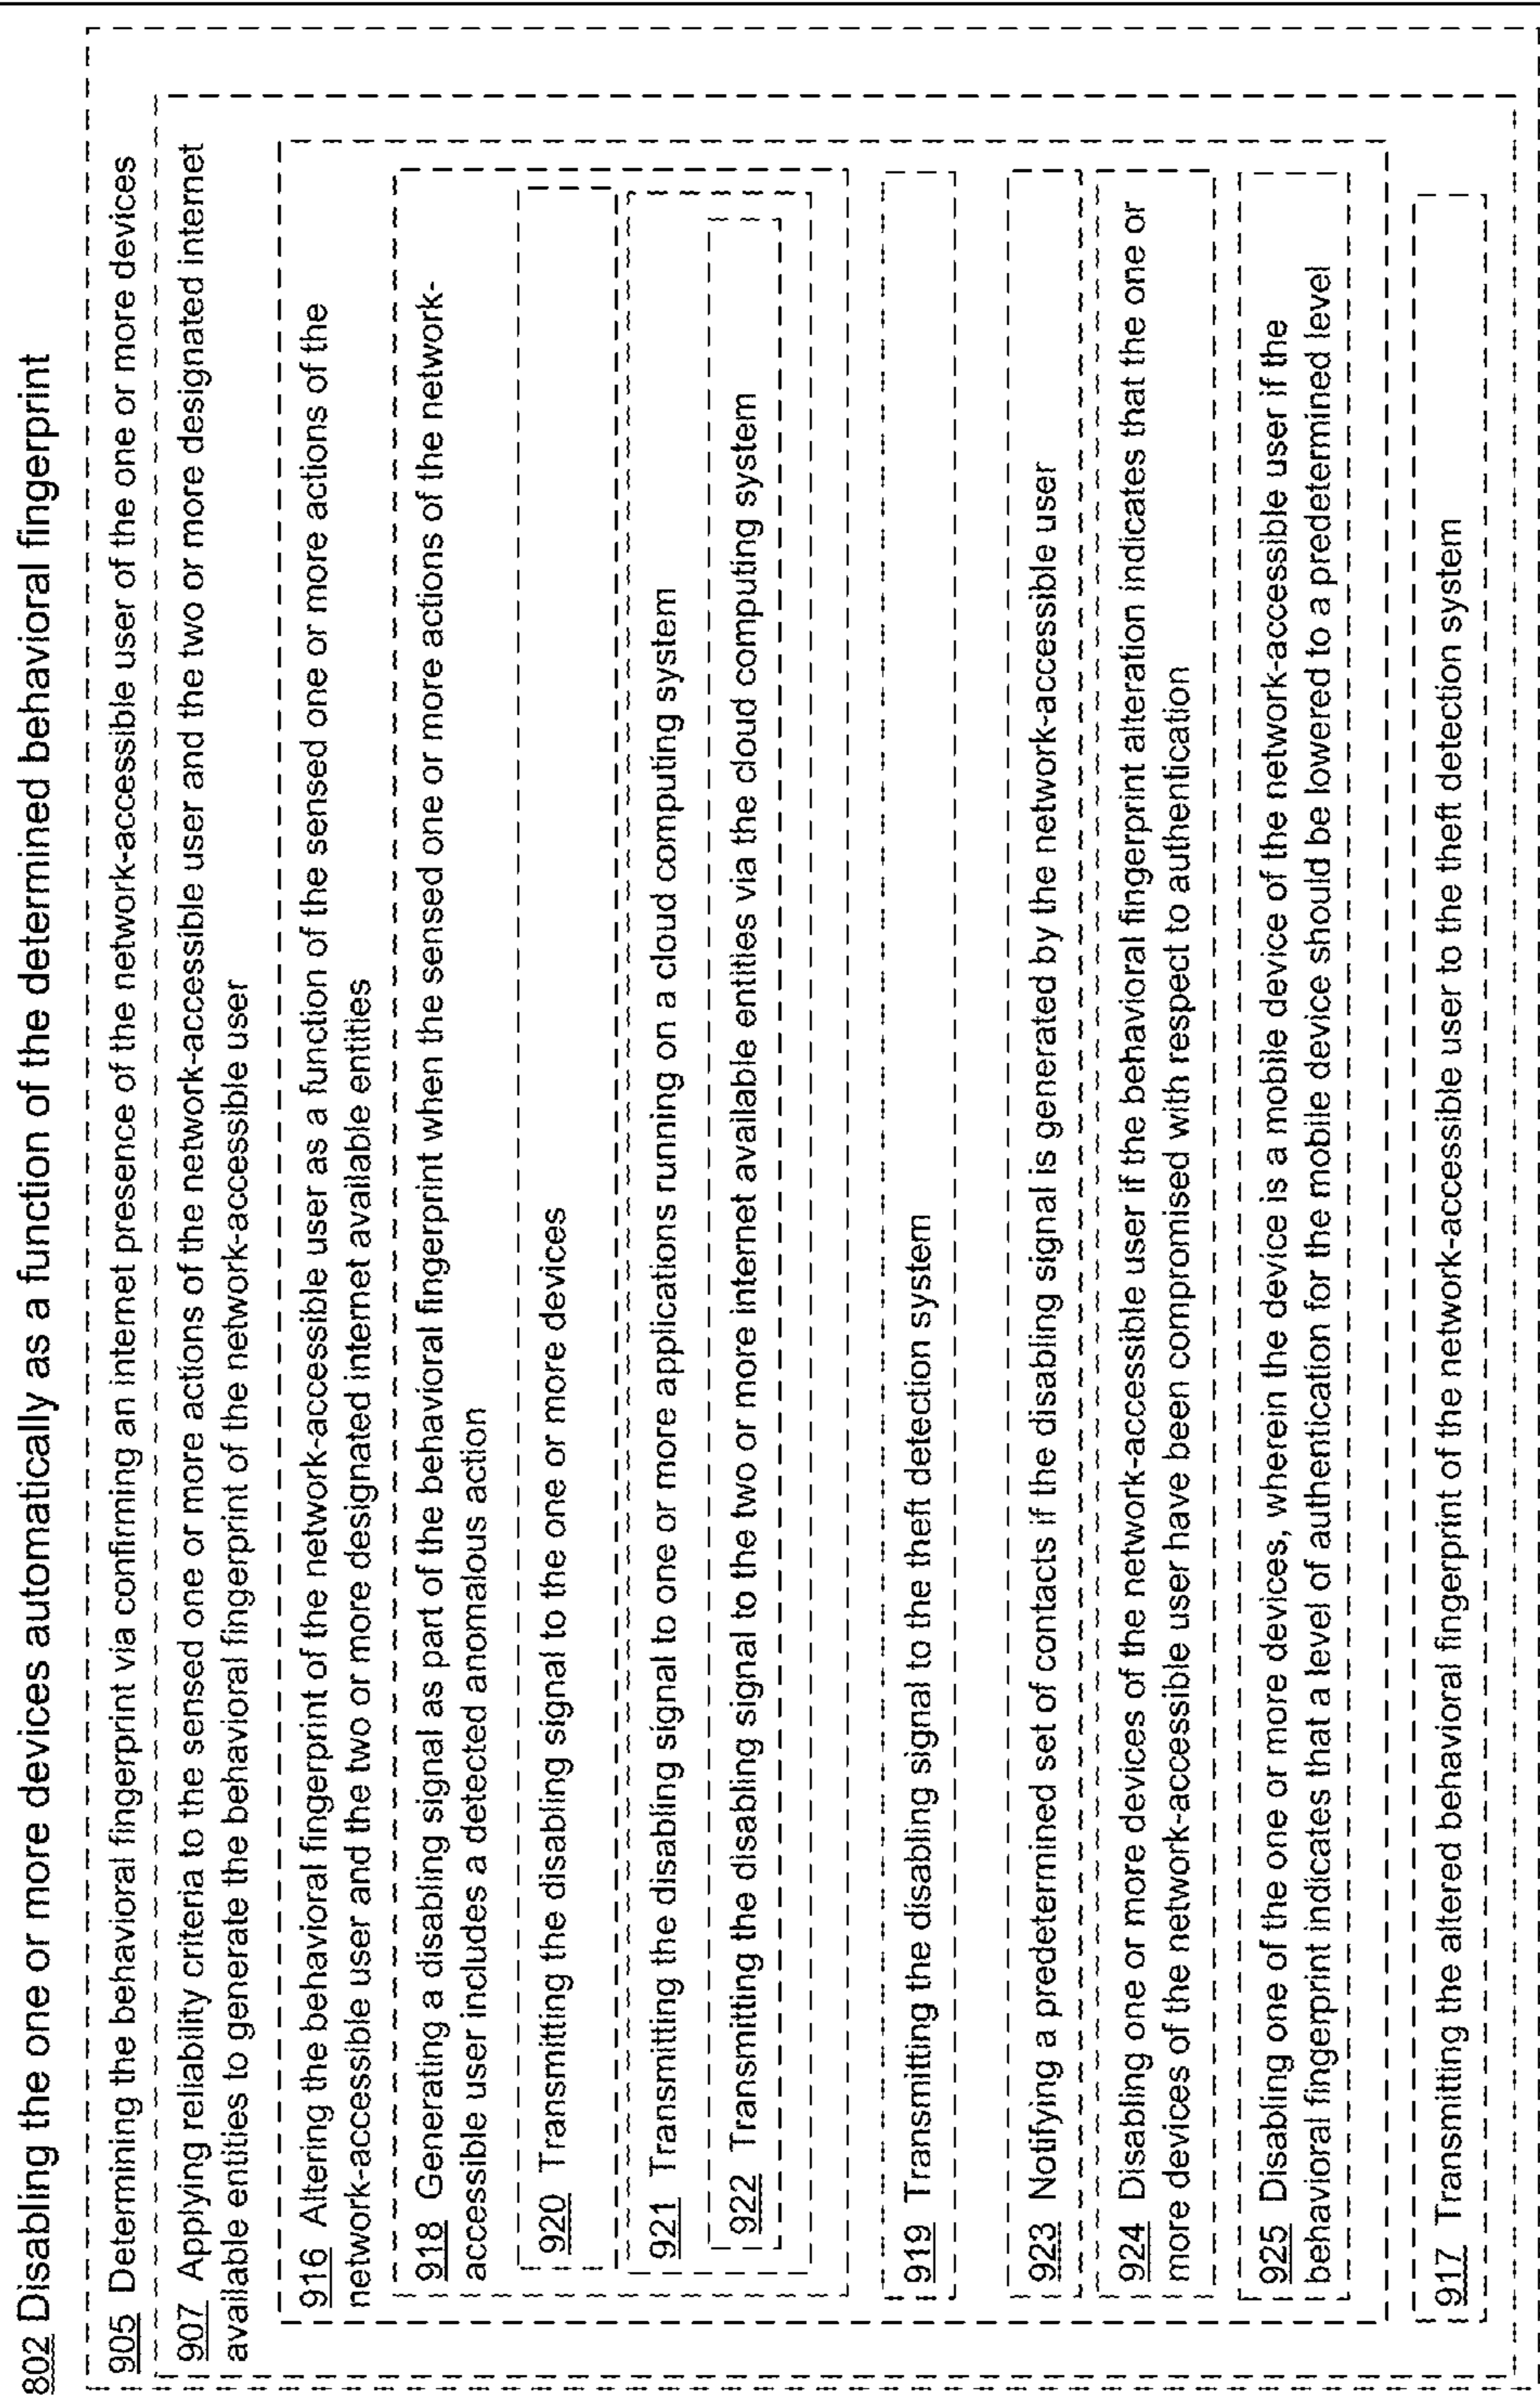 802 Disabling the one or more devices automatically as a function of the determined behavioral fingerprint
905 Determining the behavioral fingerprint via confirming an internet presence of the network-accessible user of the one or more devices
907 Applying reliability criteria to the sensed one or more actions of the network-accessible user and the two or more designated internet
available entities to generate the behavioral fingerprint of the network-accessible user
916 Altering the behavioral fingerprint of the network-accessible user as a function of the sensed one or more actions of the
network-accessible user and the two or more designated internet available entities
918 Generating a disabling signal as part of the behavioral fingerprint when the sensed one or more actions of the network-
accessible user includes a detected anomalous action
920 Transmitting the disabling signal to the one or more devices
921 Transmitting the disabling signal to one or more applications running on a cloud computing system
922 Transmitting the disabling signal to the two or more internet available entities via the cloud computing system
919 Transmitting the disabling signal to the theft detection system
923 Notifying a predetermined set of contacts if the disabling signal is generated by the network-accessible user
924 Disabling one or more devices of the network-accessible user if the behavioral fingerprint alteration indicates that the one or
more devices of the network-accessible user have been compromised with respect to authentication
925 Disabling one of the one or more devices, wherein the device is a mobile device of the network-accessible user if the
behavioral fingerprint indicates that a level of authentication for the mobile device should be lowered to a predetermined level
917 Transmitting the altered behavioral fingerprint of the network-accessible user to the theft detection system